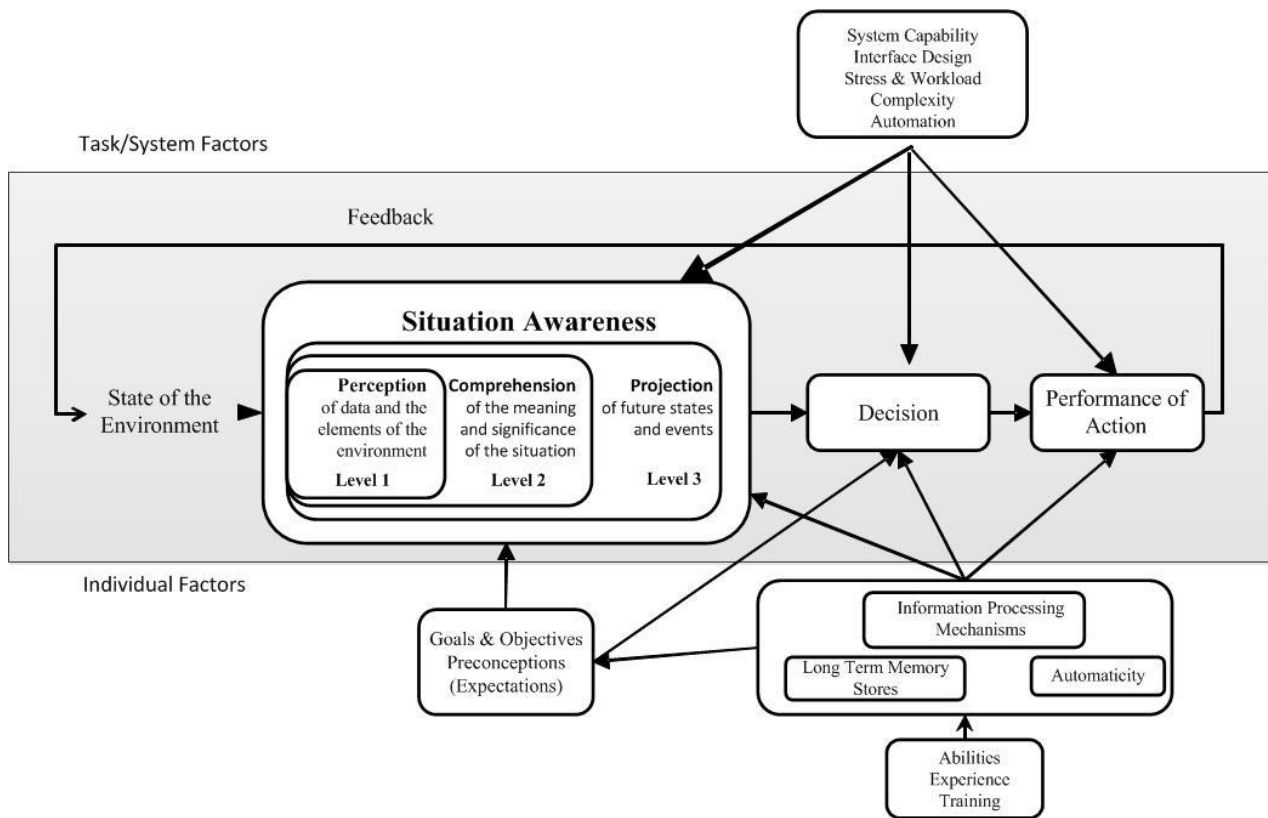 System Capability
Interface Design
Stress & Workload
Complexity
Automation
Task/System Factors
Feedback
Situation Awareness
State of the
Environment
Perception
of data and the
elements of the
environment
Level 1
Comprehension
of the meaning
and significance
of the situation
Level 2
Projection
of future states
and events
Level 3
Decision
Performance of
Action
Individual Factors
Goals & Objectives
Preconceptions
(Expectations)
Information Processing
Mechanisms
Long Term Memory
Stores
Automaticity
Abilities
Experience
Training